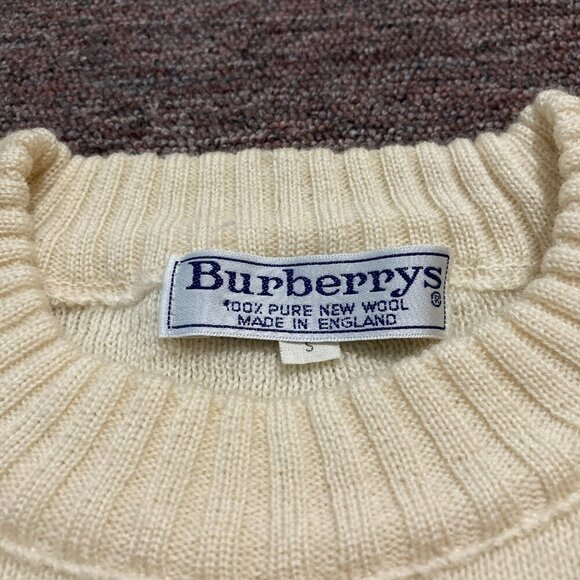 Burberrys
®
100% PURE NEW WOOL
MADE IN ENGLAND
S